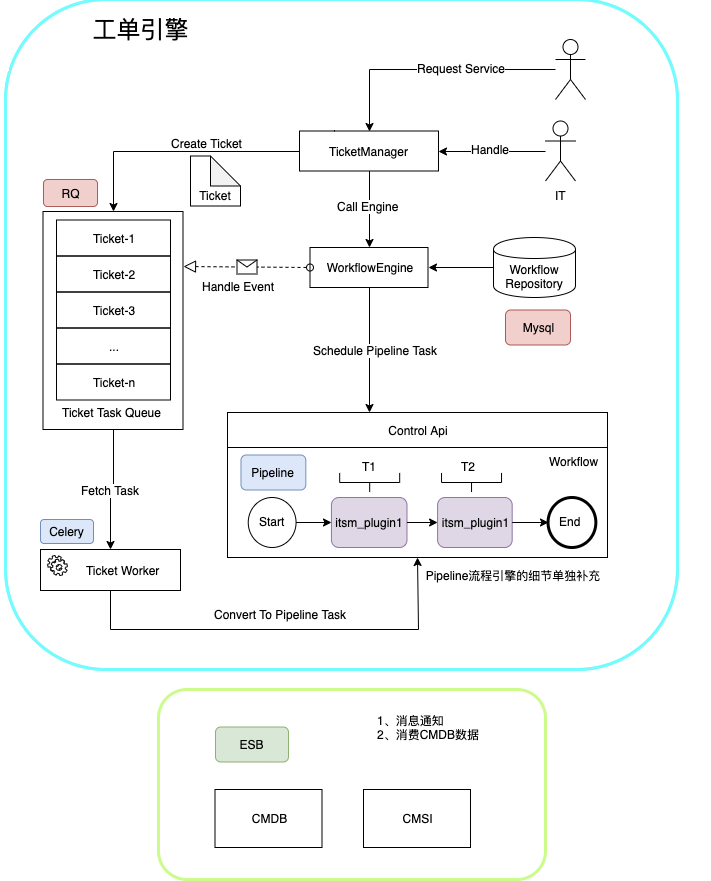 工单引擎
Request Service
Create Ticket
TicketManager
Handle
Ticket
IT
RQ
Call Engine
Ticket-1
Ticket-2
Ticket-3
...
Ticket-n
Ticket Task Queue
Handle Event
WorkflowEngine
Workflow
Repository
Mysql
Schedule Pipeline Task
Control Api
Pipeline
T1
T2
Workflow
Start
itsm_plugin1
itsm_plugin1
End
Fetch Task
Celery
Ticket Worker
Pipeline流程引擎的细节单独补充
Convert To Pipeline Task
1、消息通知
2、消费CMDB数据
ESB
CMDB
CMSI